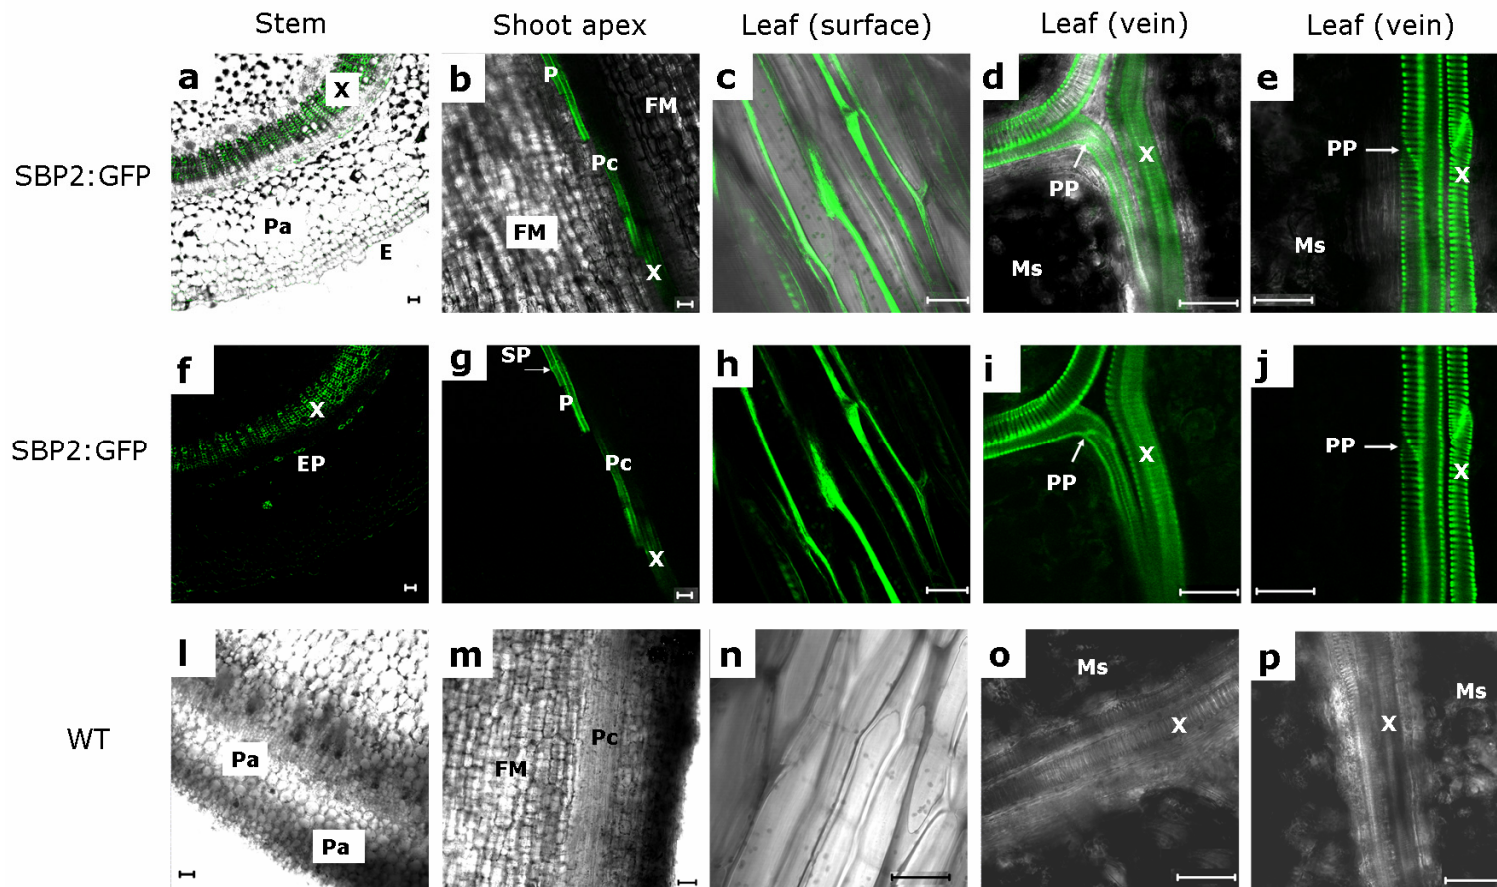 Stem Shoot apex Leaf (surface) Leaf (vein) Leaf (vein)
a b c d e
X P FM
SBP2:GFP Pc PP X PP X
Pa FM Ms Ms
E X
f g h i j
SP
X P
SBP2:GFP EP Pc PP X PP X
X
l m n o p
Ms Ms
WT Pa FM Pc X X
Pa